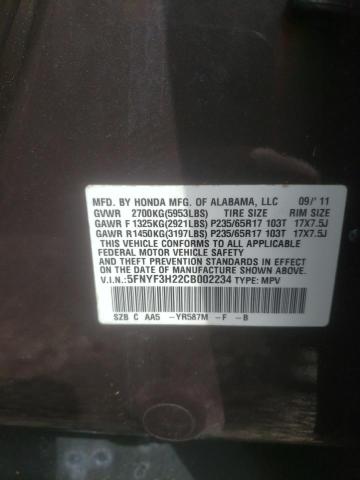 MFD. BY HONDA MFG. OF ALABAMA, LLC 09/'11
GVWR 2700KG(5953LBS) TIRE SIZE RIM SIZE
GAWR F 1325KG(2921LBS) P235/65R17 103T 17X7.5J
GAWR R1450KG(3197LBS) P235/65R17 103T 17X7.5J
THIS VEHICLE CONFORMS TO ALL APPLICABLE
FEDERAL MOTOR VEHICLE SAFETY
AND THEFT PREVENTION STANDARDS IN EFFECT
ON THE DATE OF MANUFACTURE SHOWN ABOVE.
V.I.N.:5FNYF3H22CB002234 TYPE: MPV
SZB C AA5 -YR587M -F -B